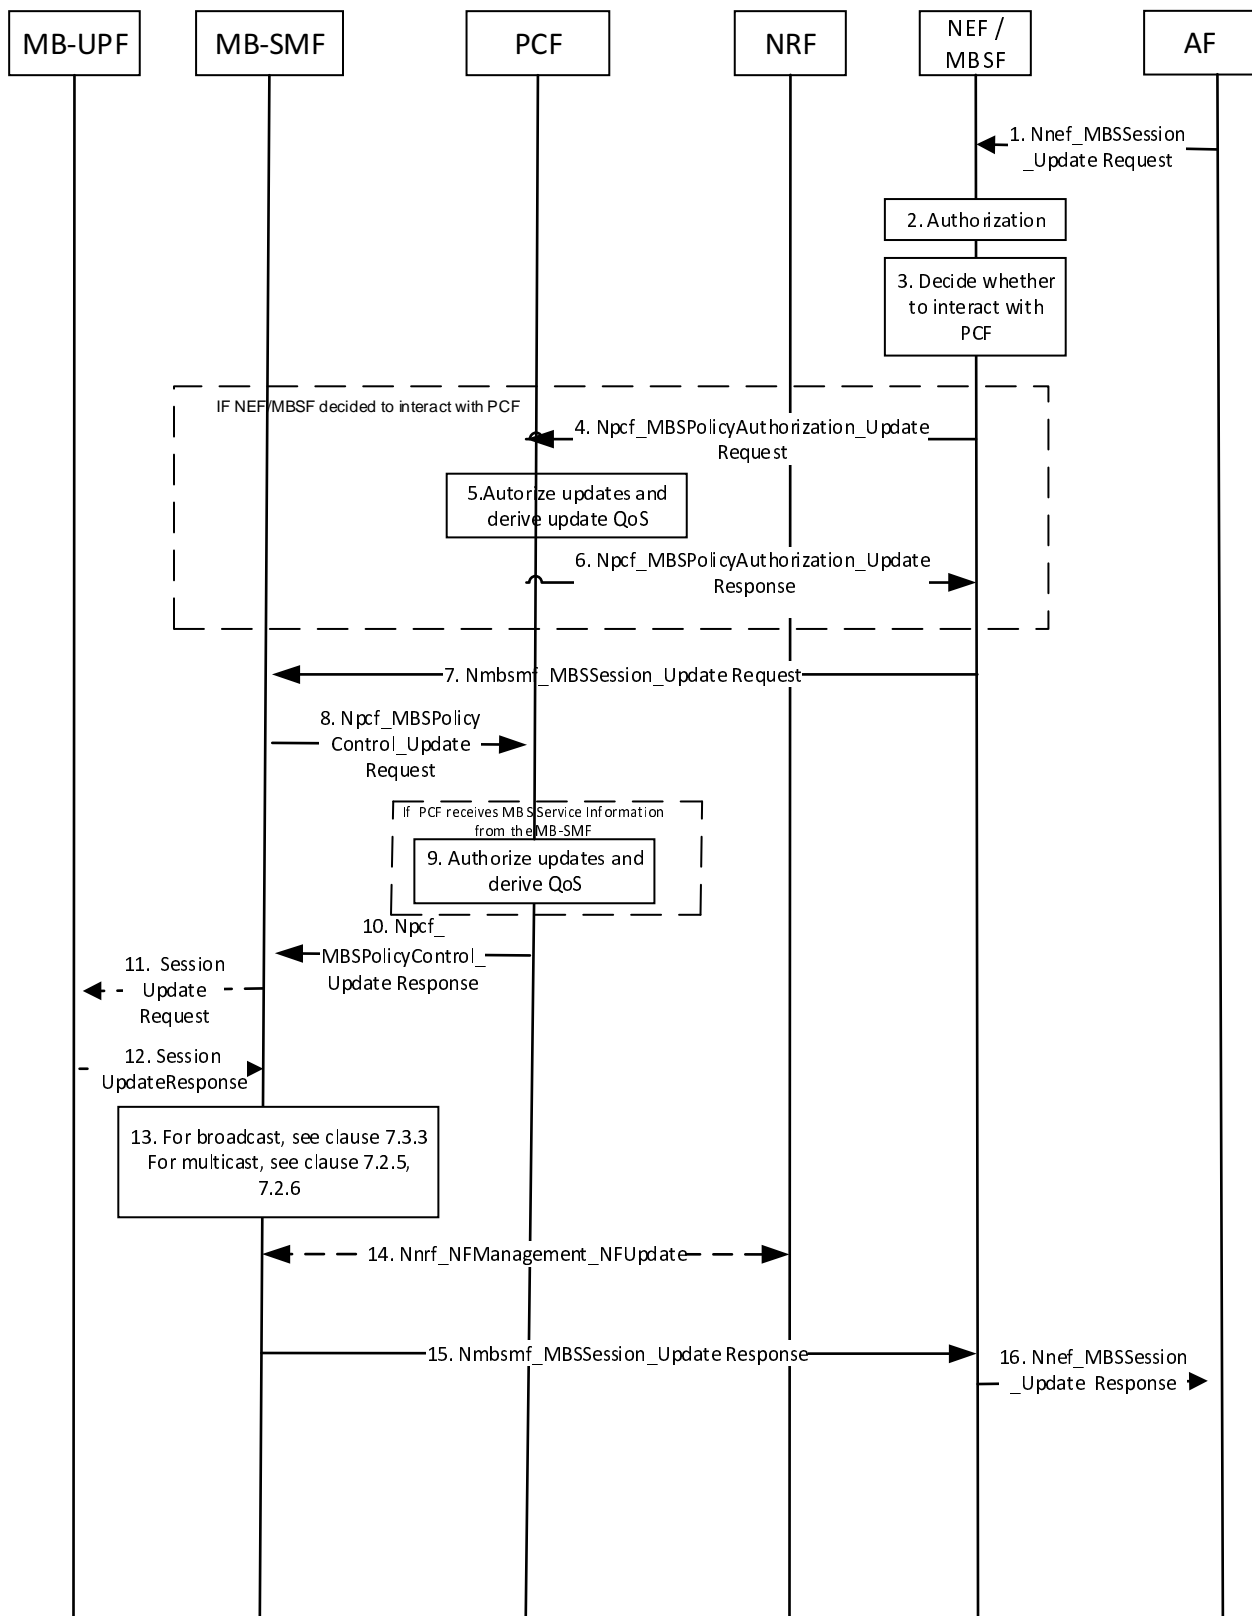 MB-UPF
MB-SMF
PCF
NRF
NEF /
MBSF
AF
1. Nnef_MBSSession
_Update Request
2. Authorization
3. Decide whether
to interact with
PCF
IF NEF/MBSF decided to interact with PCF
4. Npcf_MBSPolicyAuthorization_Update
Request
5.Autorize updates and
derive update QoS
6. Npcf_MBSPolicyAuthorization_Update
Response
7. Nmbsmf_MBSSession_Update Request
8. Npcf_MBSPolicy
Control_Update
Request
If PCF receives MBS Service Information
from the MB-SMF
9. Authorize updates and
derive QoS
10. Npcf_
MBSPolicyControl_
Update Response
11. Session
Update
Request
12. Session
UpdateResponse
13. For broadcast, see clause 7.3.3
For multicast, see clause 7.2.5,
7.2.6
14. Nnrf_NFManagement_NFUpdate
15. Nmbsmf_MBSSession_Update Response
16. Nnef_MBSSession
_Update Response